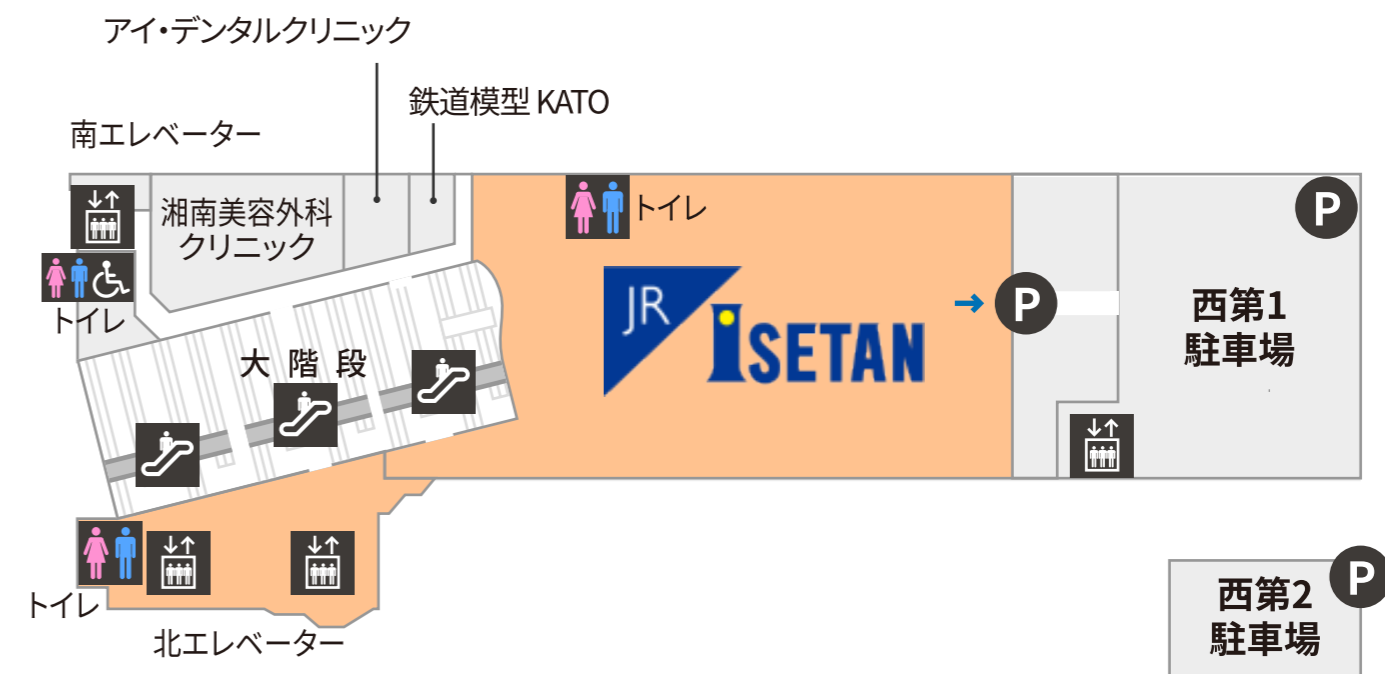 アイ・デンタルクリニック
鉄道模型 KATO
南エレベーター
湘南美容外科
クリニック
トイレ
トイレ
JR
ISETAN
→ P
P
西第1
駐車場
大 階 段
トイレ
北エレベーター
P
西第2
駐車場